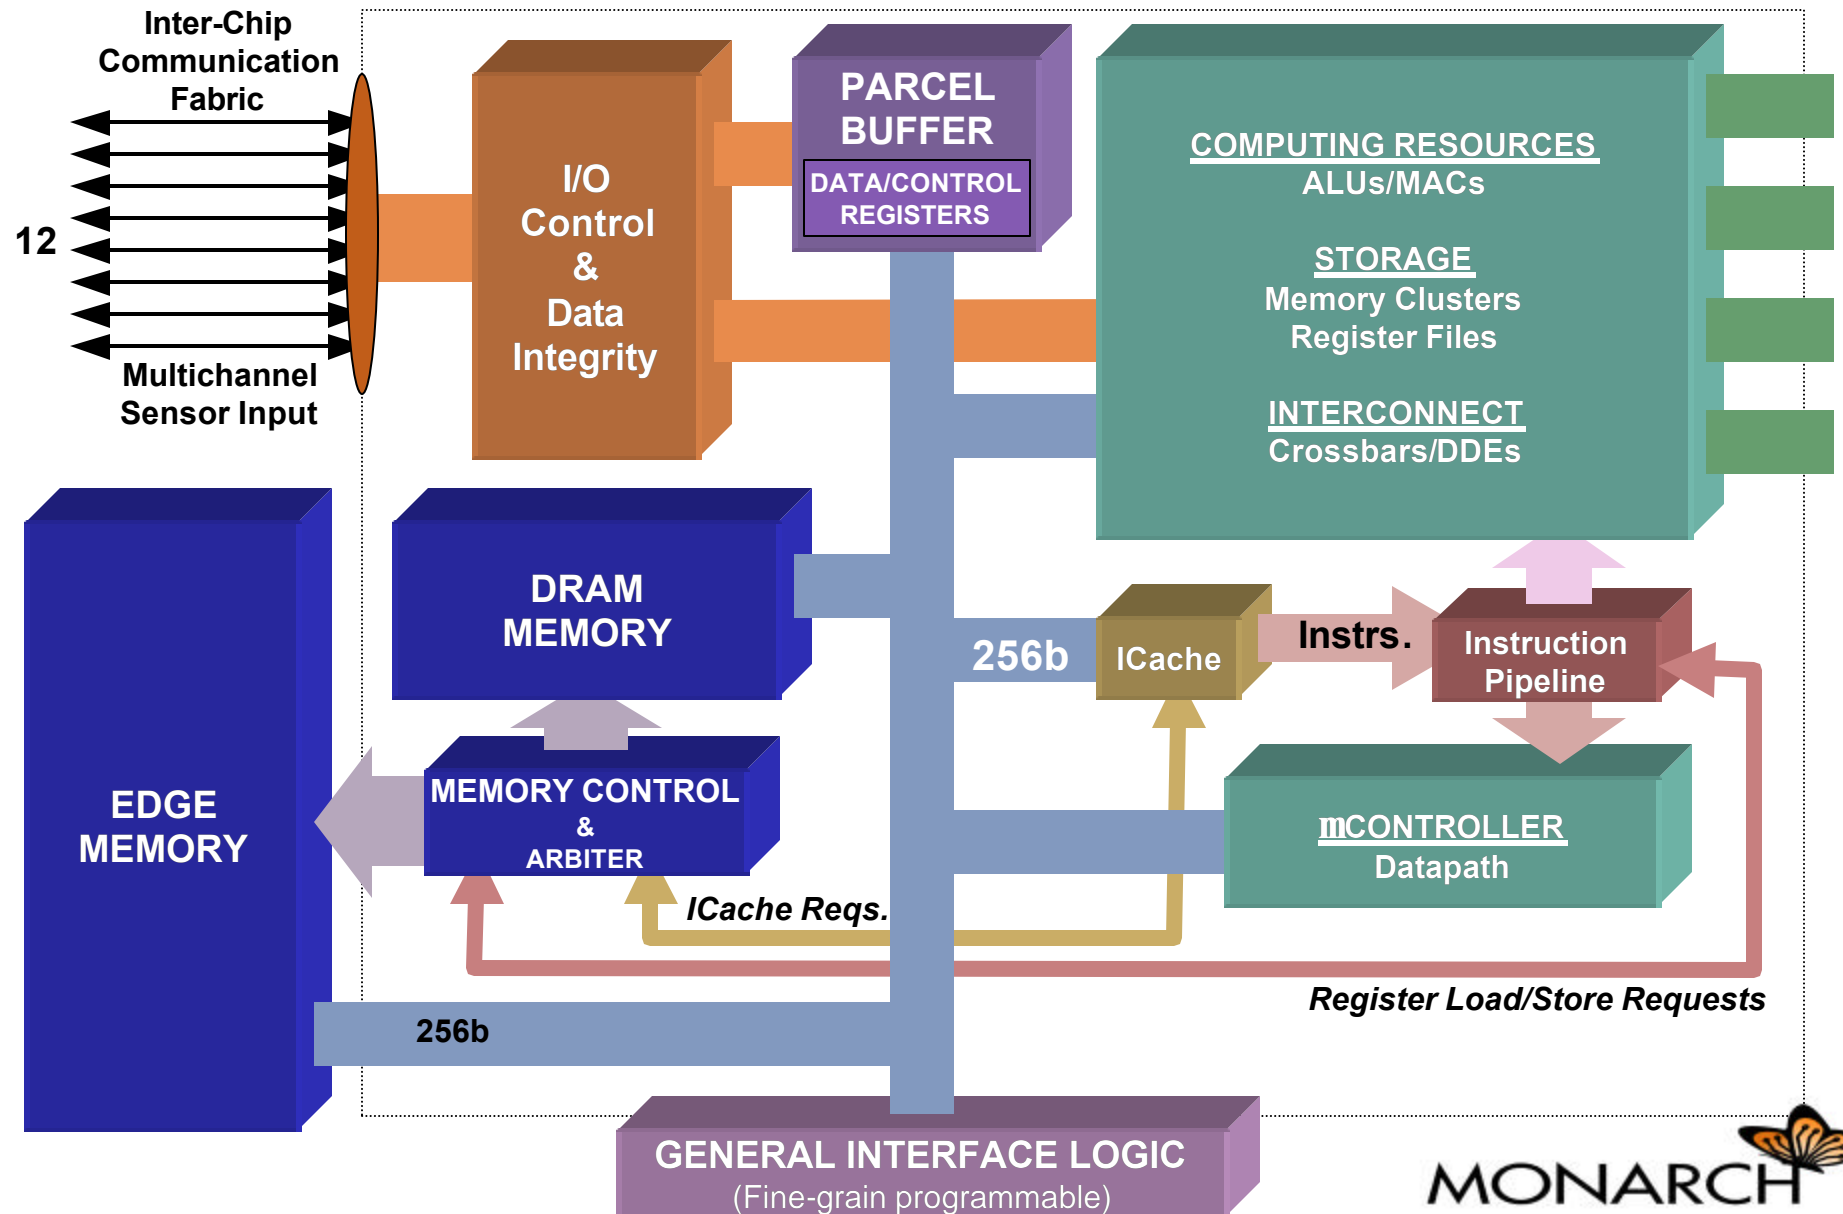 Inter-Chip
Communication
Fabric
12
Multichannel
Sensor Input
I/O
Control
&
Data
Integrity
PARCEL
BUFFER
DATA/CONTROL
REGISTERS
COMPUTING RESOURCES
ALUs/MACs
STORAGE
Memory Clusters
Register Files
INTERCONNECT
Crossbars/DDEs
DRAM
MEMORY
256b
ICache
Instrs.
Instruction
Pipeline
EDGE
MEMORY
MEMORY CONTROL
&
ARBITER
mCONTROLLER
Datapath
ICache Reqs.
Register Load/Store Requests
256b
GENERAL INTERFACE LOGIC
(Fine-grain programmable)
MONARCH